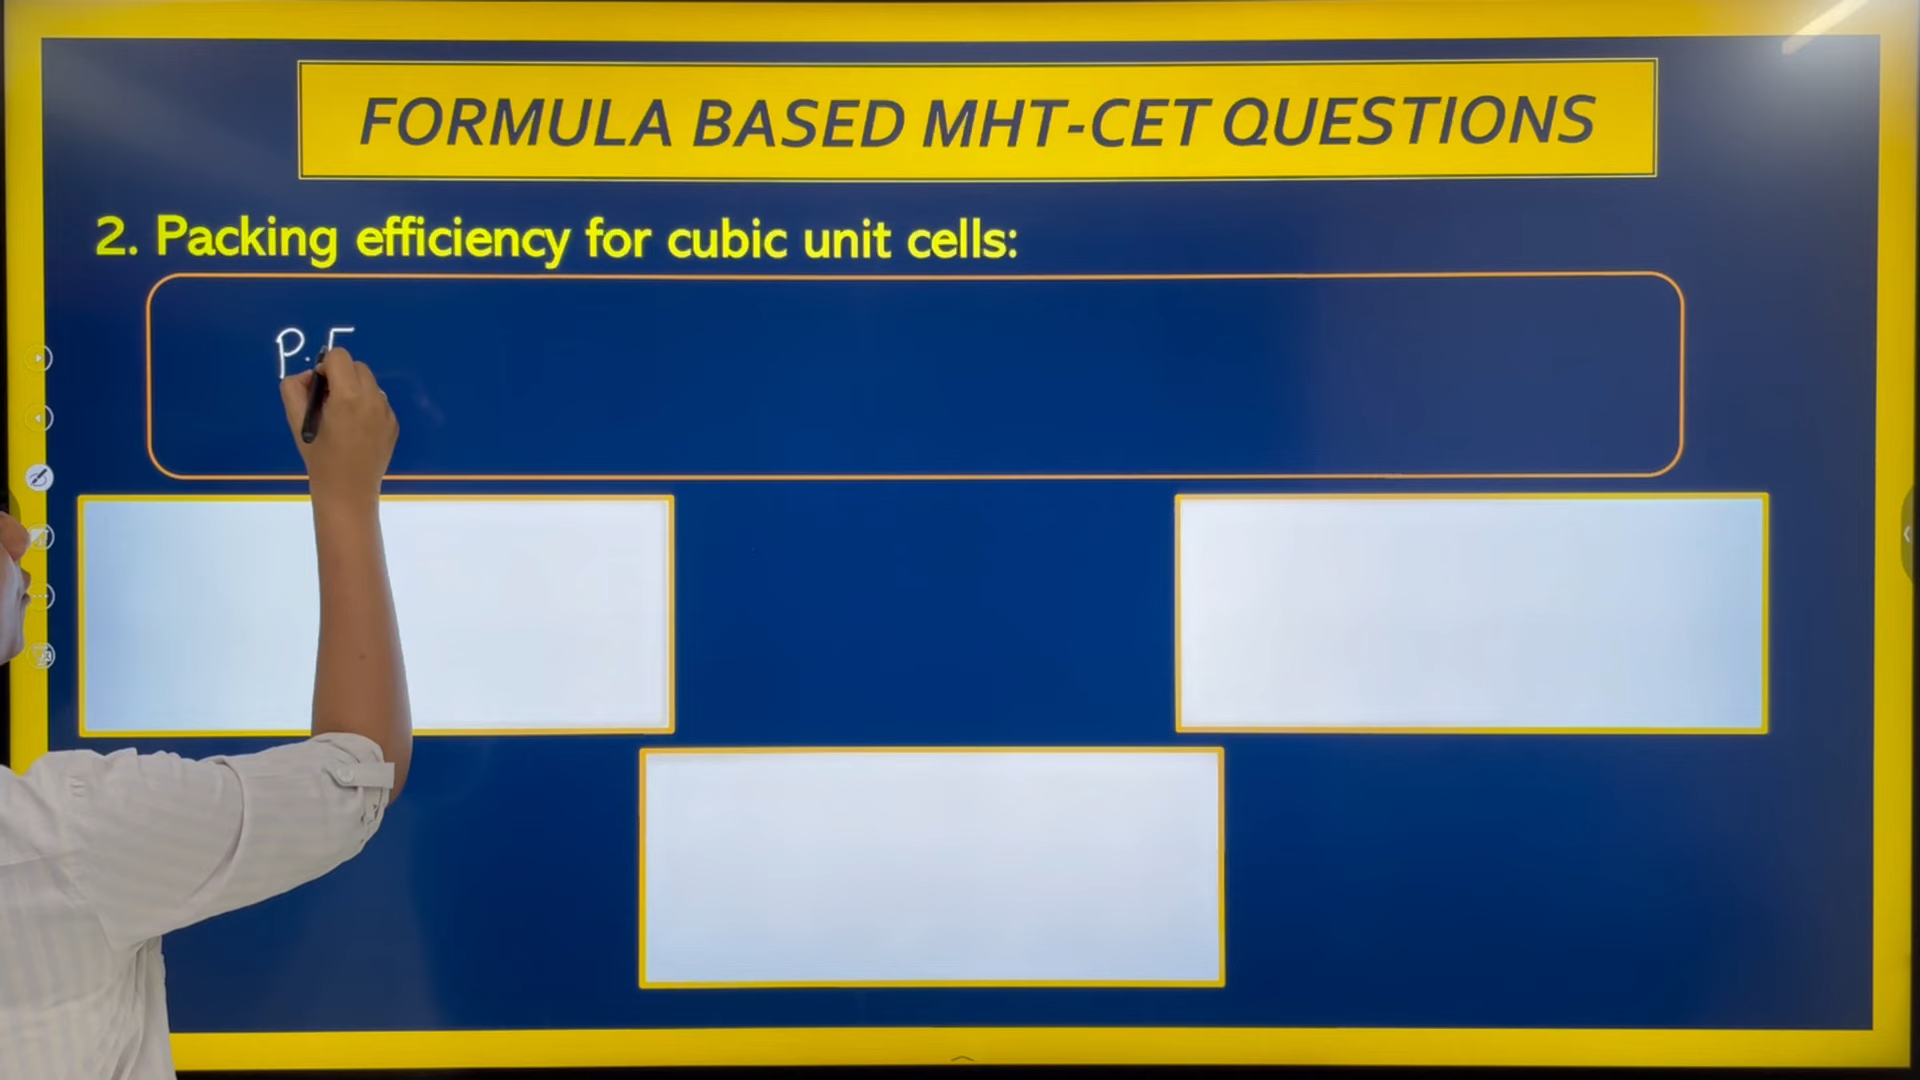 FORMULA BASED MHT-CET QUESTIONS
2. Packing efficiency for cubic unit cells:
P.